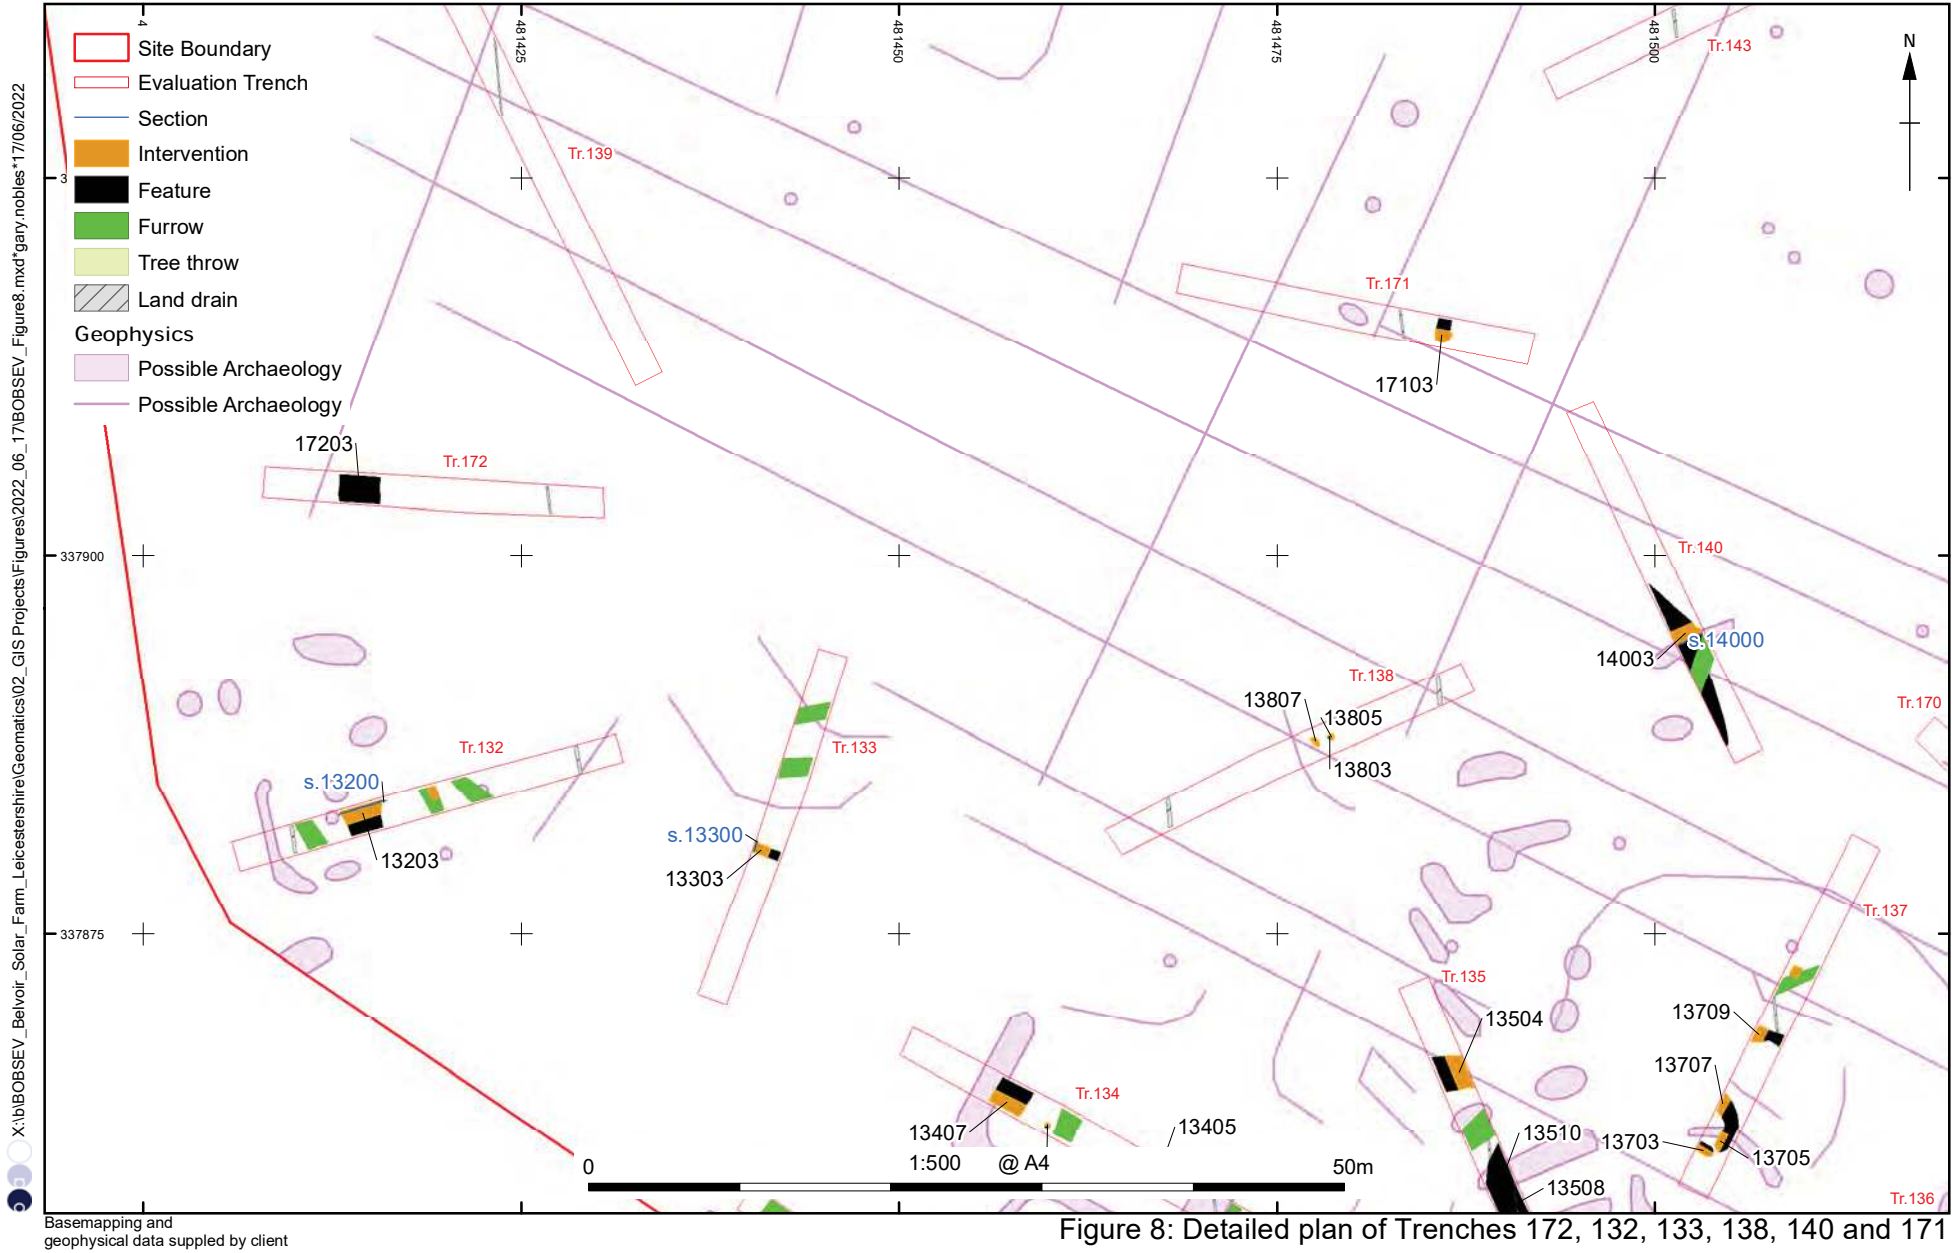 X:\b\BOBSEV_Belvoir_Solar_Farm_Leicestershire\Geomatics\02_GIS Projects\Figures\2022_06_17\BOBSEV_Figure8.mxd*gary.nobles*17/06/2022
4
481425
481450
481475
481500
3
337900
337875
N
Site Boundary
Evaluation Trench
Section
Intervention
Feature
Furrow
Tree throw
Land drain
Geophysics
Possible Archaeology
Possible Archaeology
Tr.139
Tr.143
Tr.171
17103
17203
Tr.172
Tr.140
s.14000
14003
Tr.138
13807
13805
13803
Tr.170
Tr.132
s.13200
13203
Tr.133
s.13300
13303
Tr.137
Tr.135
13504
13709
13707
Tr.134
13407
13405
13510
13703
13705
13508
Tr.136
0
1:500 @ A4
50m
Basemapping and
geophysical data suppled by client
Figure 8: Detailed plan of Trenches 172, 132, 133, 138, 140 and 171